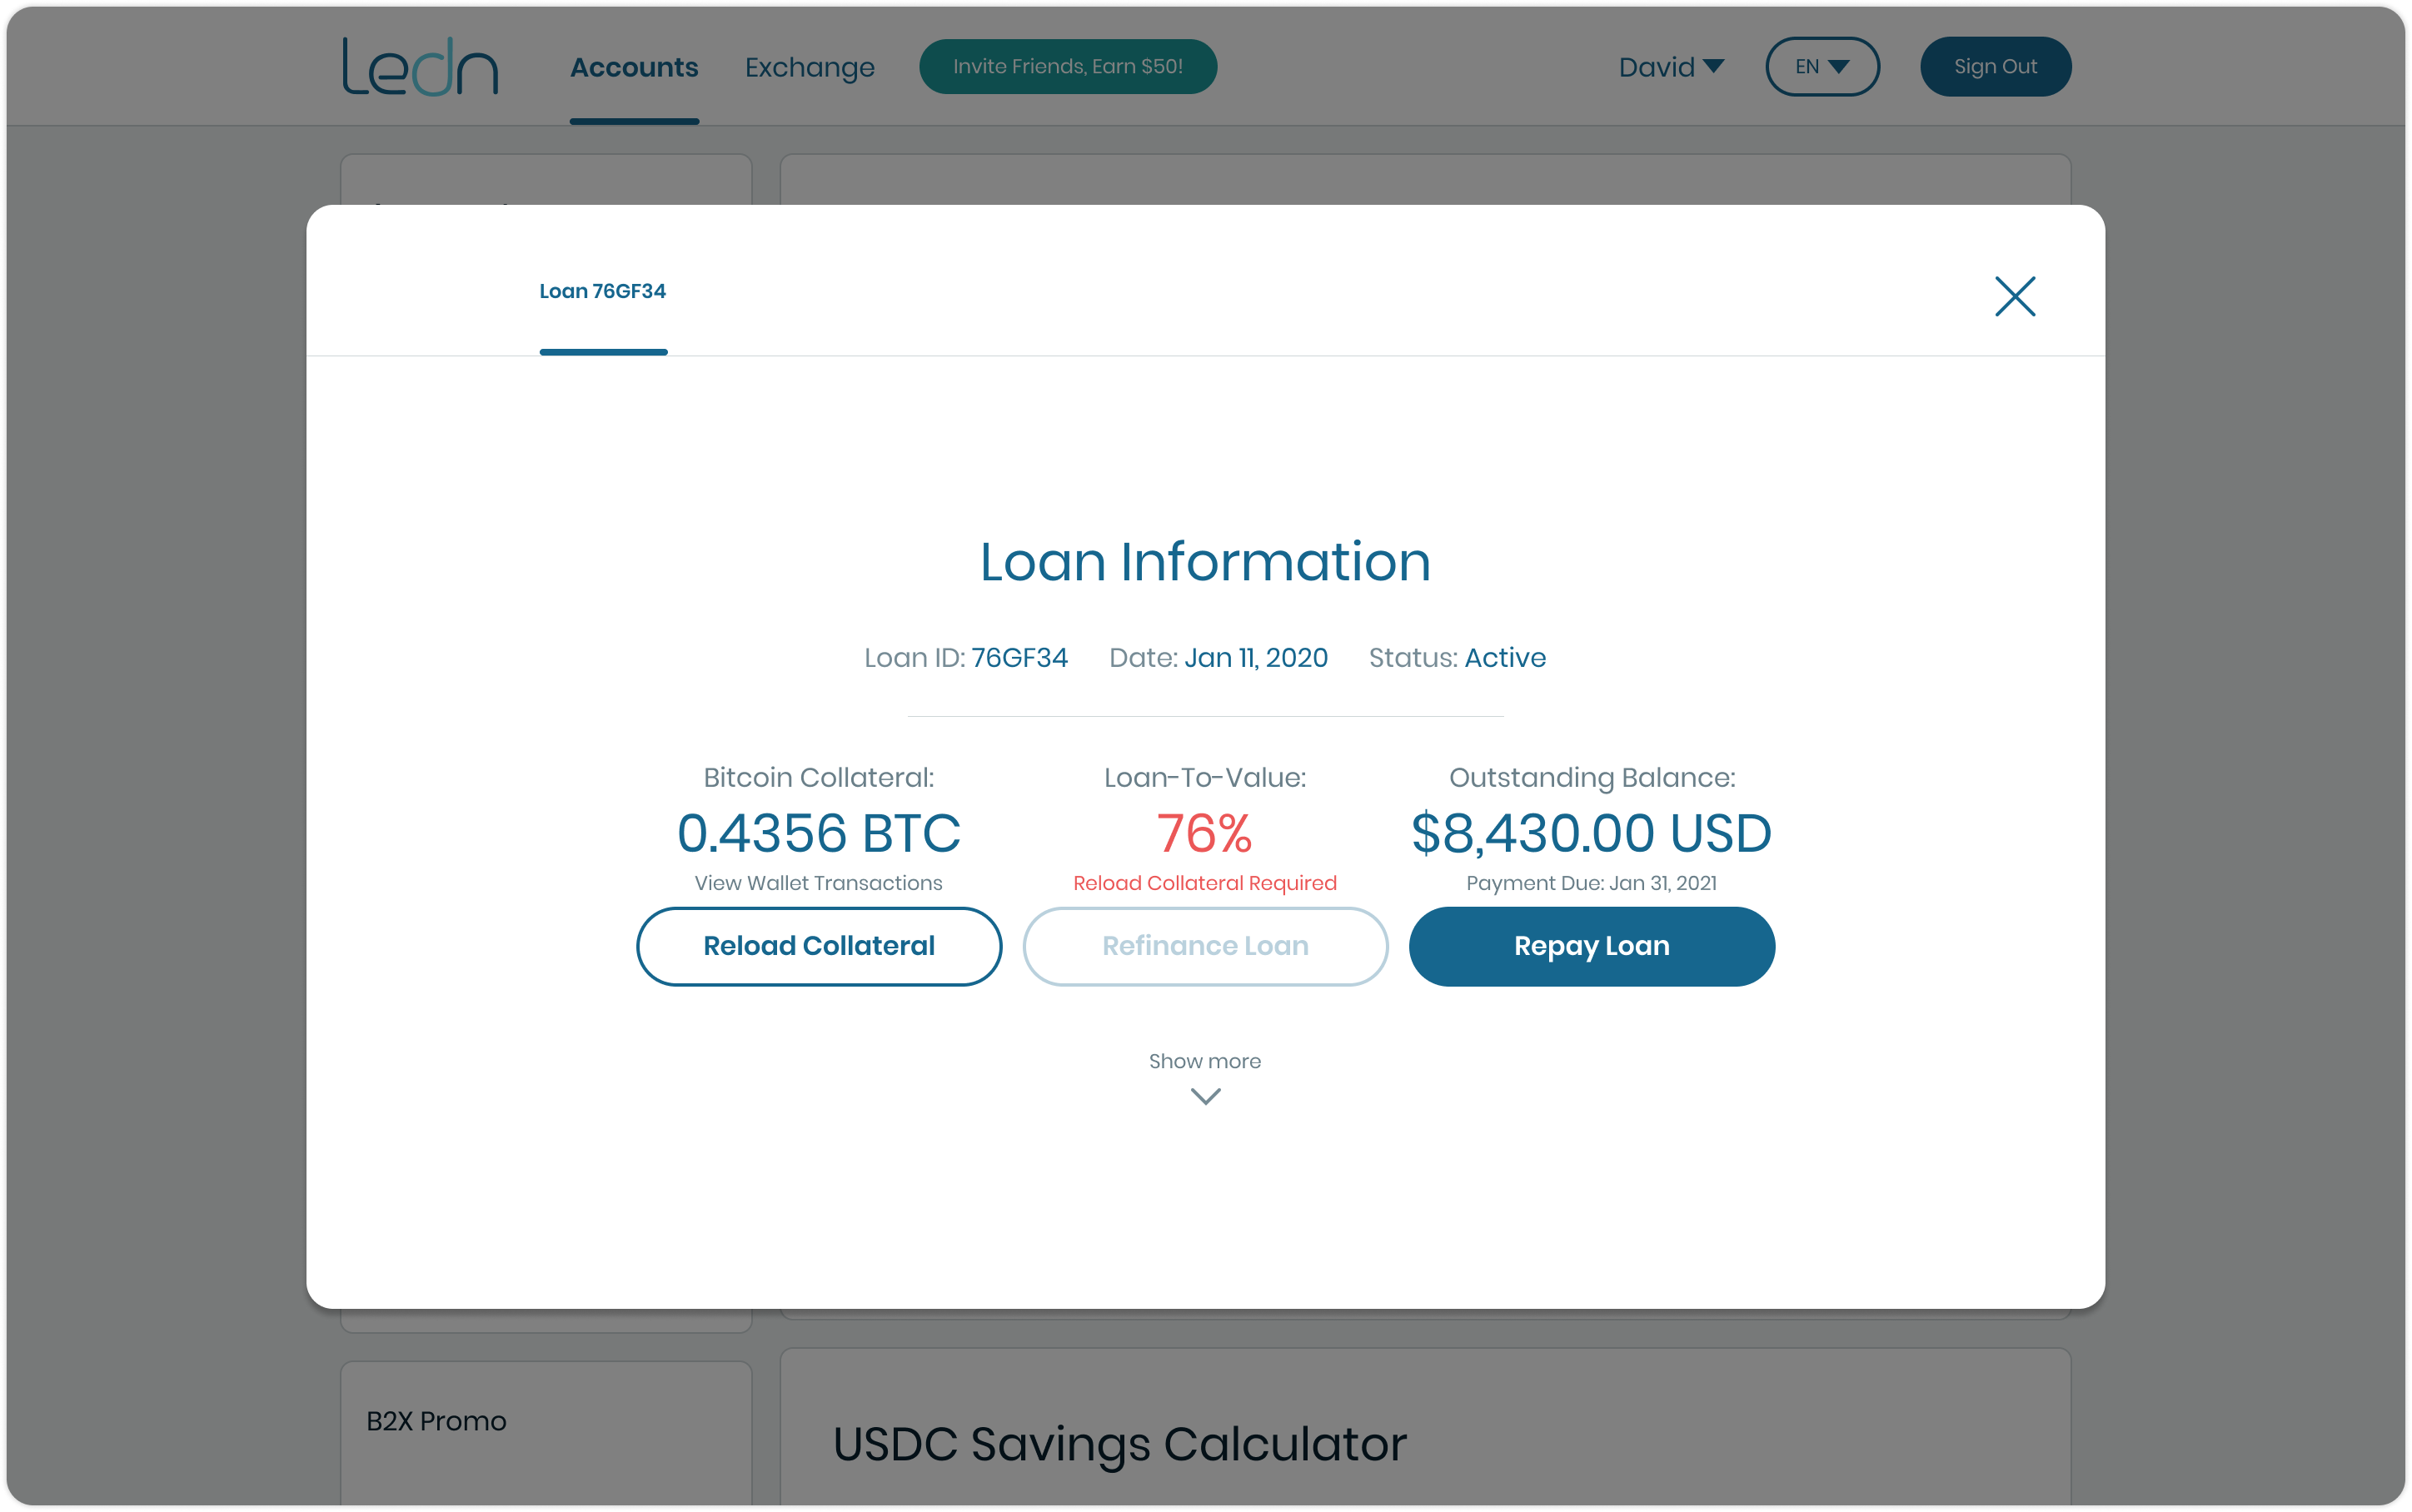 Ledn
Accounts
Exchange
Invite Friends, Earn $50!
David
EN
Sign Out
Loan 76GF34
Loan Information
Loan ID: 76GF34 Date: Jan 11, 2020 Status: Active
Bitcoin Collateral:
0.4356 BTC
View Wallet Transactions
Reload Collateral
Loan-To-Value:
76%
Reload Collateral Required
Refinance Loan
Outstanding Balance:
$8,430.00 USD
Payment Due: Jan 31, 2021
Repay Loan
Show more
B2X Promo
USDC Savings Calculator